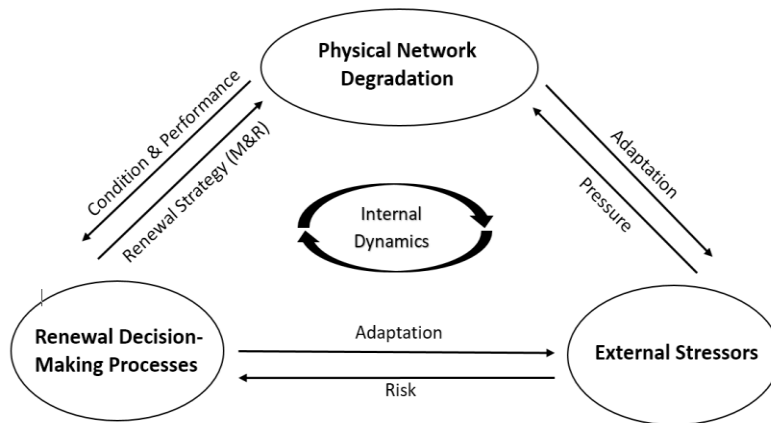 Physical Network
Degradation
Condition & Performance
Renewal Strategy (M&R)
Adaptation
Pressure
Internal
Dynamics
Renewal Decision-
Making Processes
Adaptation
Risk
External Stressors